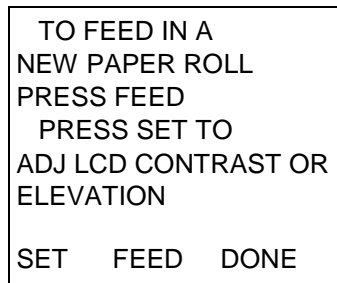 TO FEED IN A
NEW PAPER ROLL
PRESS FEED
PRESS SET TO
ADJ LCD CONTRAST OR
ELEVATION
SET FEED DONE